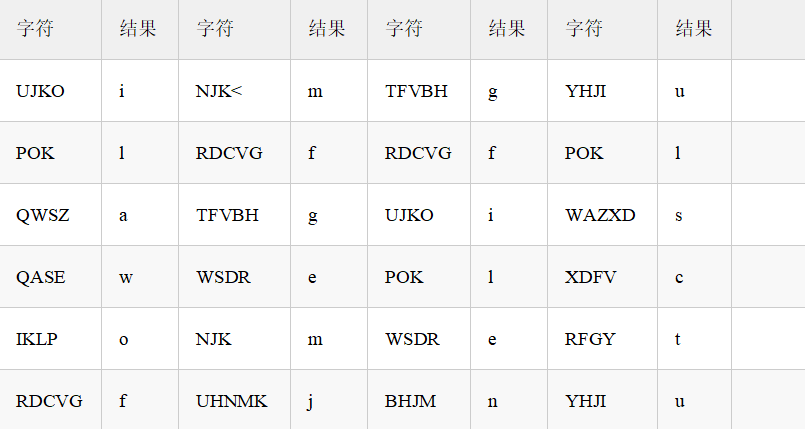 字符 结果 字符 结果 字符 结果 字符 结果
UJKO i NJK< m TFVBH g YHJI u
POK l RDCVG f RDCVG f POK l
QWSZ a TFVBH g UJKO i WAZXD s
QASE w WSDR e POK l XDFV c
IKLP o NJK m WSDR e RFGY t
RDCVG f UHNMK j BHJM n YHJI u